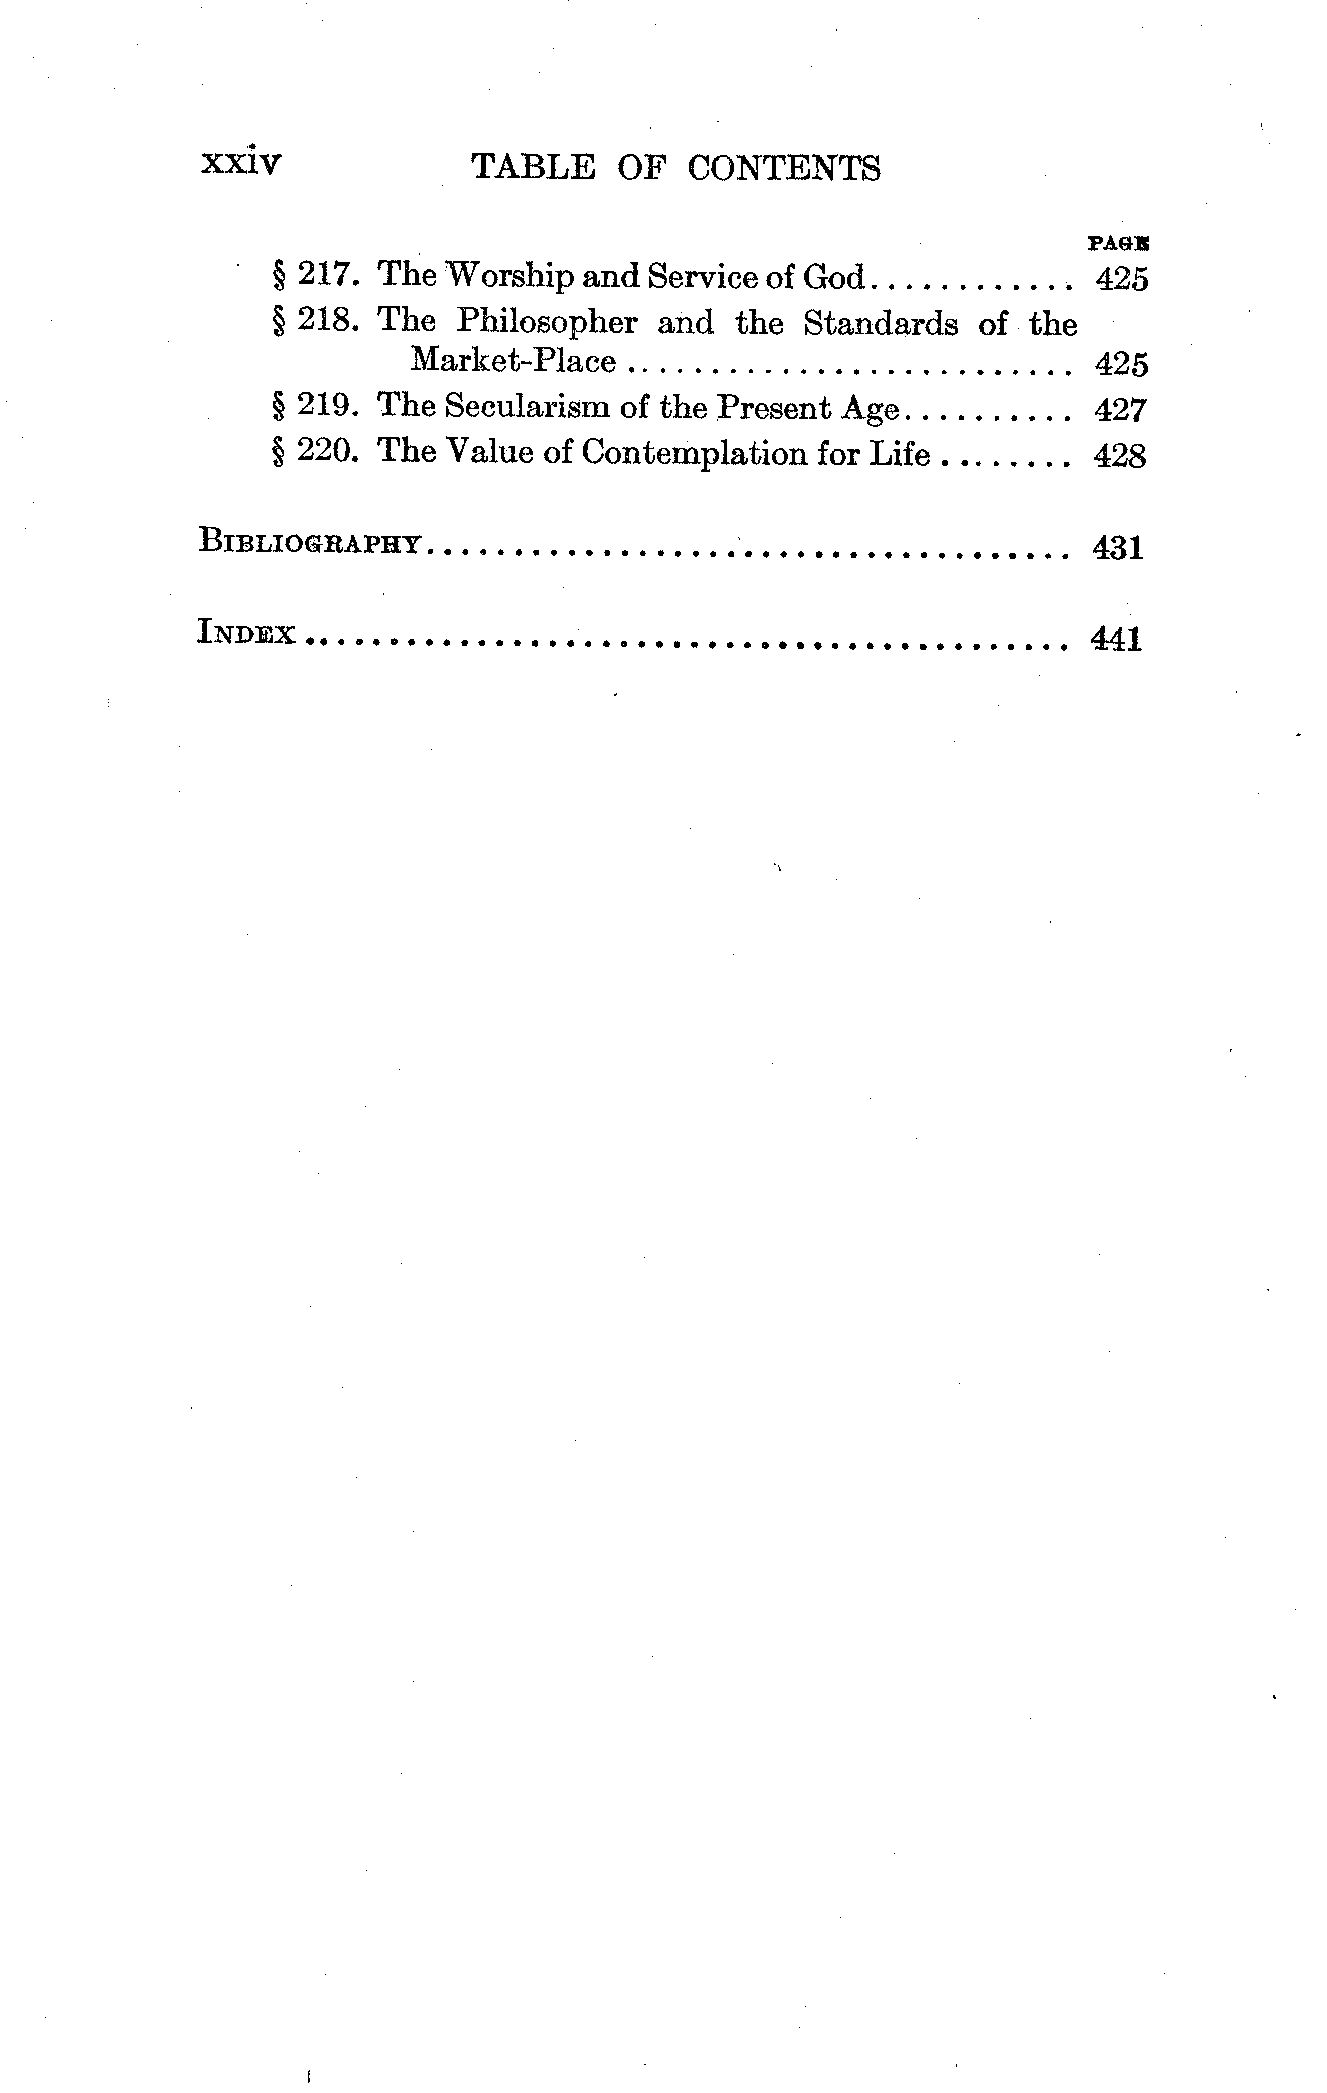 xxiv TABLE OF CONTENTS
PAGE
§ 217. The Worship and Service of God............ 425
§ 218. The Philosopher and the Standards of the
Market-Place .......................... 425
§ 219. The Secularism of the Present Age.......... 427
§ 220. The Value of Contemplation for Life ........ 428
BIBLIOGRAPHY..................................... 431
INDEX ............................................ 441